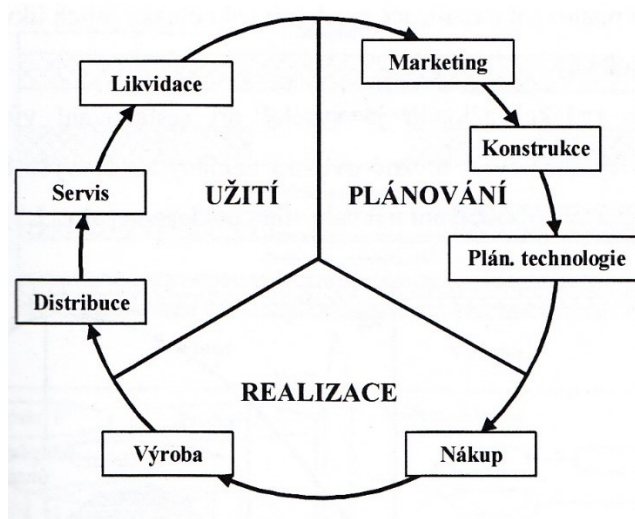 Marketing
Likvidace
Konstrukce
Servis
UŽITÍ
PLÁNOVÁNÍ
Plán. technologie
Distribuce
REALIZACE
Výroba
Nákup